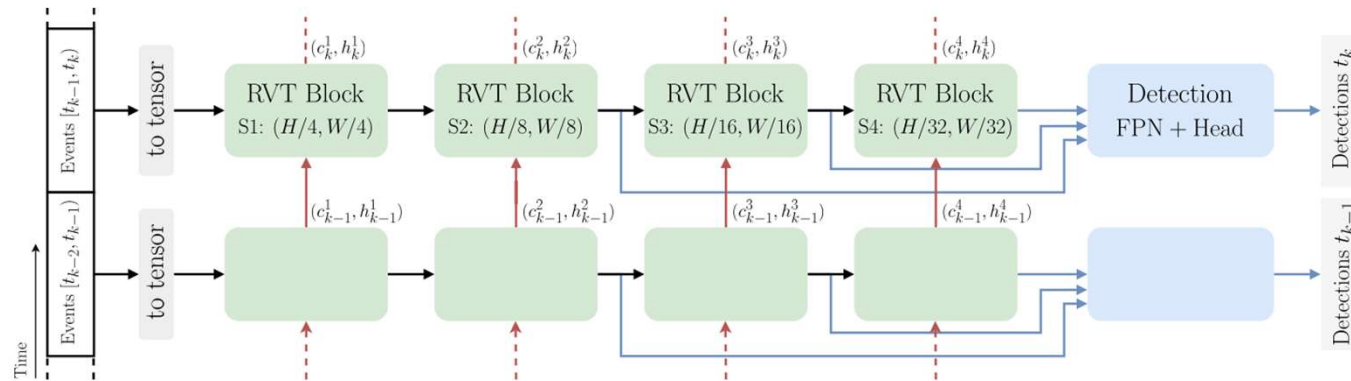 Events [t_{k−1}, t_k)
to tensor
(c_k^1, h_k^1)
RVT Block
S1: (H/4, W/4)
(c_k^2, h_k^2)
RVT Block
S2: (H/8, W/8)
(c_k^3, h_k^3)
RVT Block
S3: (H/16, W/16)
(c_k^4, h_k^4)
RVT Block
S4: (H/32, W/32)
Detection
FPN + Head
Detections t_k
Time
Events [t_{k−2}, t_{k−1})
to tensor
(c_{k−1}^1, h_{k−1}^1)
(c_{k−1}^2, h_{k−1}^2)
(c_{k−1}^3, h_{k−1}^3)
(c_{k−1}^4, h_{k−1}^4)
Detections t_{k−1}